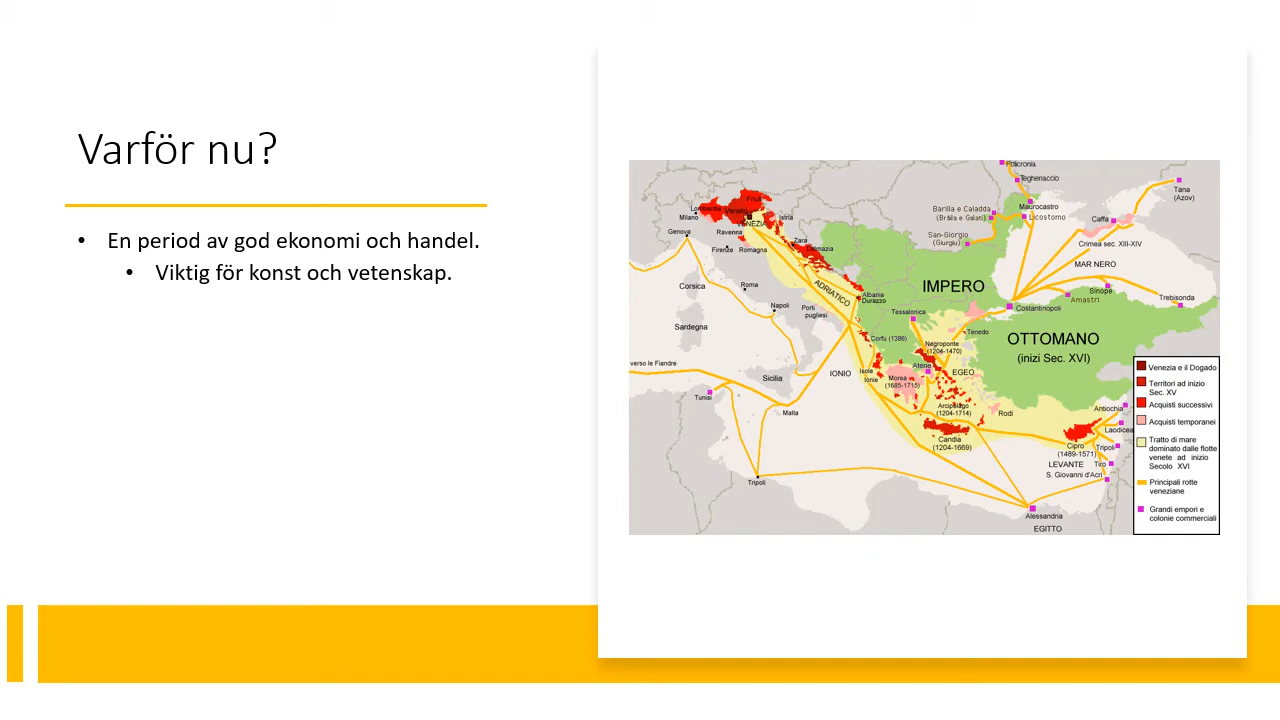 Varför nu?
• En period av god ekonomi och handel.
• Viktig för konst och vetenskap.
Policronia
Teghenaccio
Tana
(Azov)
Maurocastro
Barilla e Caladda
(Brăila e Galati)
Licostomo
Caffa
San-Giorgio
(Giurgiu)
Crimea sec. XIII-XIV
MAR NERO
Friuli
Lombardia
Veneto
Milano
VENEZIA
Istria
Genova
Ravenna
Zara
Dalmazia
Firenze
Romagna
Corsica
Roma
ADRIATICO
Albania
Durazzo
IMPERO
Sinope
Amastri
Trebisonda
Napoli
Porti
pugliesi
Tessalonica
Costantinopoli
Sardegna
Tenedo
OTTOMANO
(inizi Sec. XVI)
Corfù (1386)
Negroponte
(1204-1470)
verso le Fiandre
Sicilia
IONIO
Isole
Ionie
Atene
EGEO
Morea
(1685-1715)
Tunisi
Malta
Arcipelago
(1204-1714)
Rodi
Candia
(1204-1669)
Antiochia
Laodicea
Cipro
(1489-1571)
Tripoli
LEVANTE
Tiro
S. Giovanni d'Acri
Tripoli
Alessandria
EGITTO
Venezia e il Dogado
Territori ad inizio
Sec. XV
Acquisti successivi
Acquisti temporanei
Tratto di mare
dominato dalle flotte
venete ad inizio
Secolo XVI
Principali rotte
veneziane
Grandi empori e
colonie commerciali